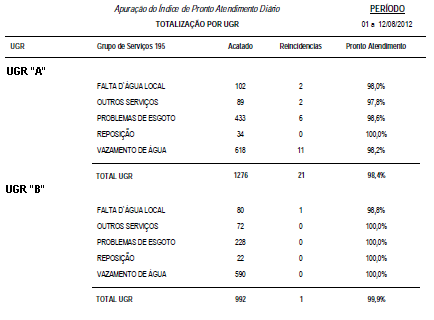 Apuração do Índice de Pronto Atendimento Diário PERÍODO
TOTALIZAÇÃO POR UGR 01 a 12/08/2012
UGR Grupo de Serviços 195 Acatado Reincidencias Pronto Atendimento
UGR "A"
FALTA D'ÁGUA LOCAL 102 2 98,0%
OUTROS SERVIÇOS 89 2 97,8%
PROBLEMAS DE ESGOTO 433 6 98,6%
REPOSIÇÃO 34 0 100,0%
VAZAMENTO DE ÁGUA 618 11 98,2%
TOTAL UGR 1276 21 98,4%
UGR "B"
FALTA D'ÁGUA LOCAL 80 1 98,8%
OUTROS SERVIÇOS 72 0 100,0%
PROBLEMAS DE ESGOTO 228 0 100,0%
REPOSIÇÃO 22 0 100,0%
VAZAMENTO DE ÁGUA 590 0 100,0%
TOTAL UGR 992 1 99,9%